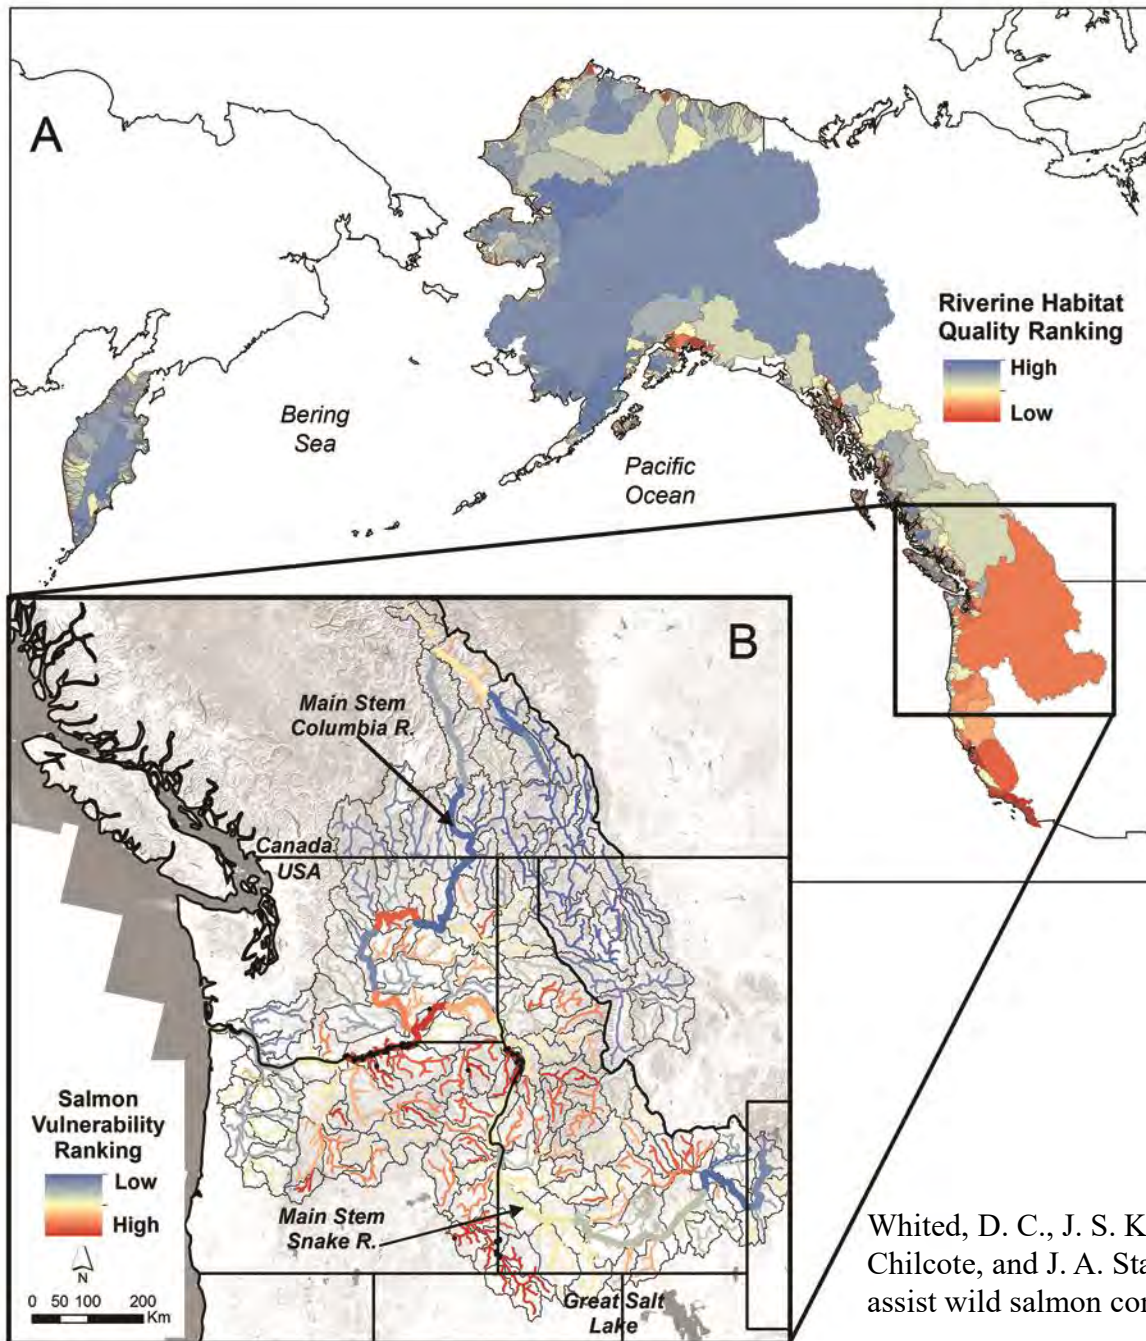 A
Riverine Habitat
Quality Ranking
High
Low
Bering
Sea
Pacific
Ocean
B
Main Stem
Columbia R.
Canada
USA
Salmon
Vulnerability
Ranking
Low
High
N
0 50 100 200
Km
Main Stem
Snake R.
Great Salt
Lake
Whited, D. C., J. S. K
Chilcote, and J. A. Sta
assist wild salmon con